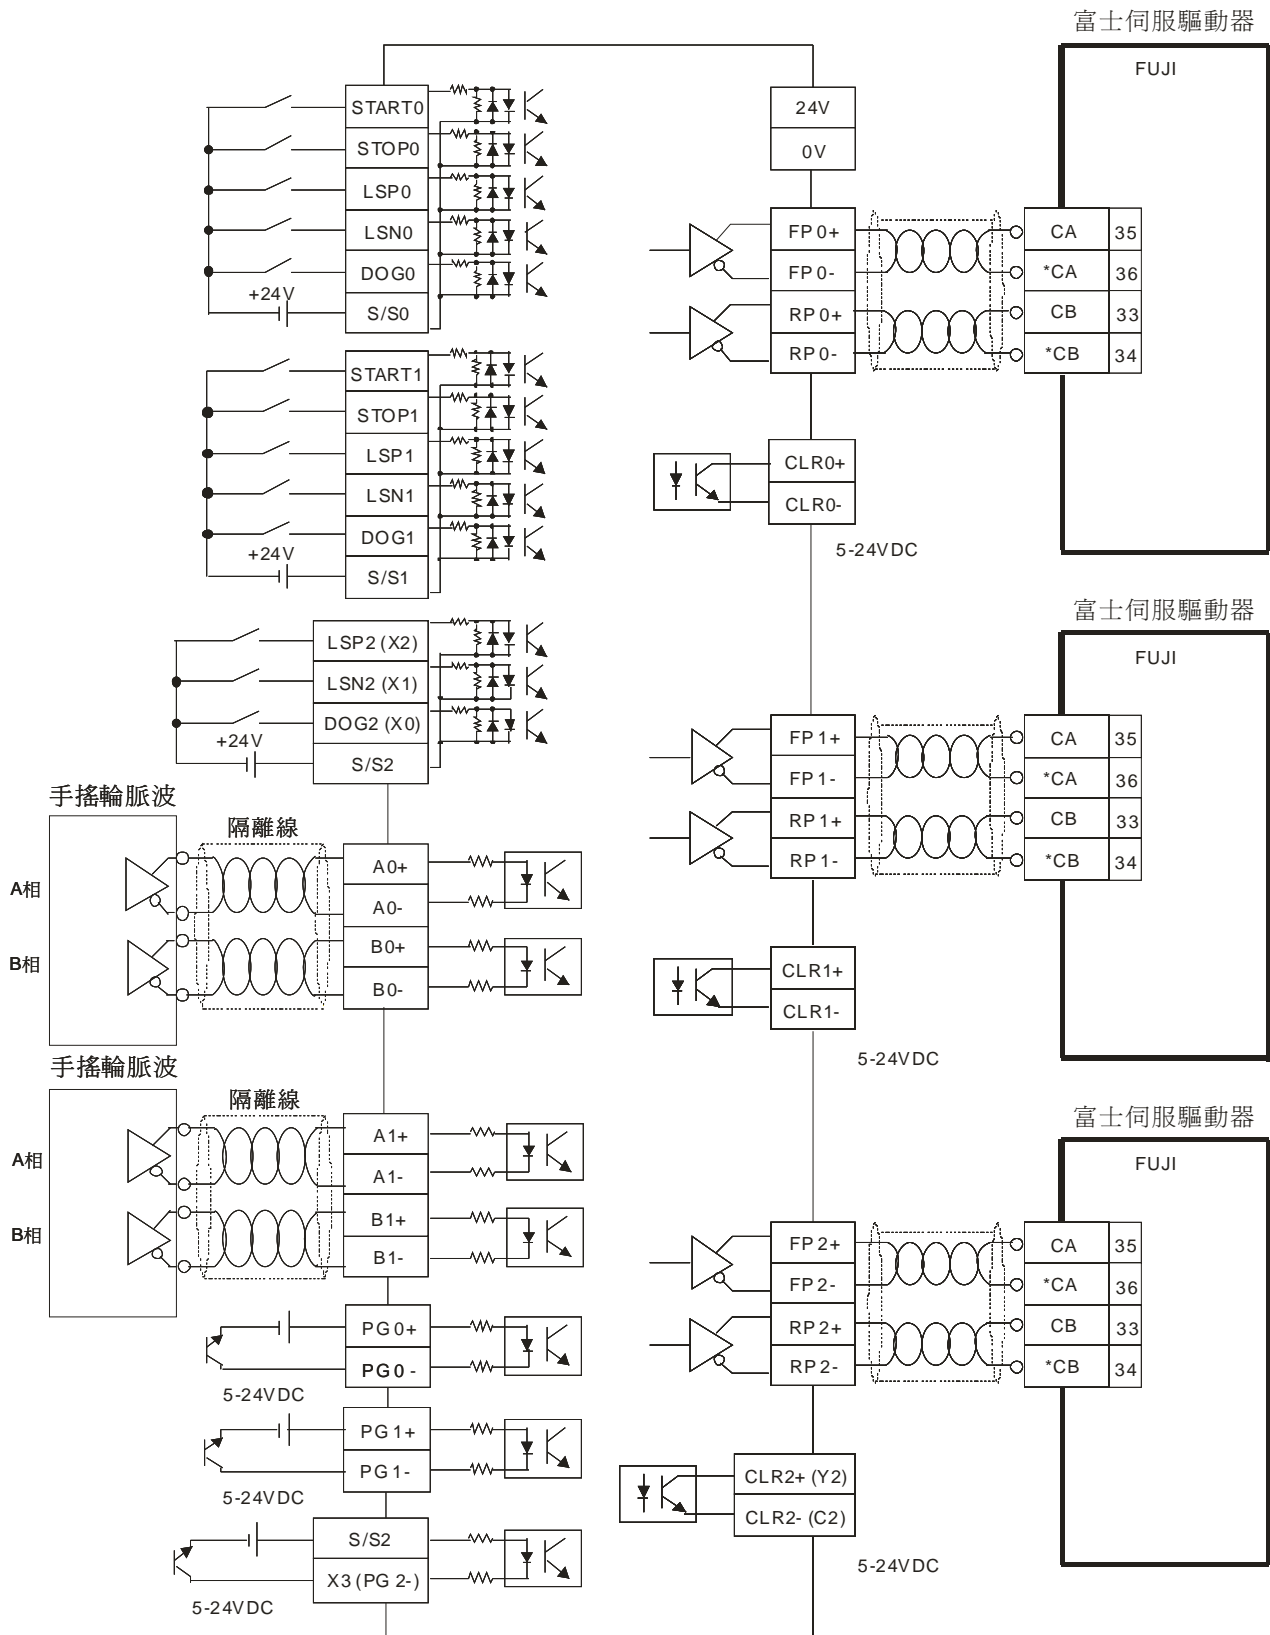 START0
STOP0
LSP0
LSN0
DOG0
+24V
S/S0
START1
STOP1
LSP1
LSN1
DOG1
+24V
S/S1
LSP2 (X2)
LSN2 (X1)
DOG2 (X0)
+24V
S/S2
手搖輪脈波
隔離線
A相
B相
A0+
A0-
B0+
B0-
手搖輪脈波
隔離線
A相
B相
A1+
A1-
B1+
B1-
PG0+
PG0-
5-24VDC
PG1+
PG1-
5-24VDC
S/S2
X3 (PG2-)
5-24VDC
24V
0V
FP0+
FP0-
RP0+
RP0-
CLR0+
CLR0-
5-24VDC
富士伺服驅動器
FUJI
CA 35
*CA 36
CB 33
*CB 34
FP1+
FP1-
RP1+
RP1-
CLR1+
CLR1-
5-24VDC
富士伺服驅動器
FUJI
CA 35
*CA 36
CB 33
*CB 34
FP2+
FP2-
RP2+
RP2-
CLR2+ (Y2)
CLR2- (C2)
5-24VDC
富士伺服驅動器
FUJI
CA 35
*CA 36
CB 33
*CB 34